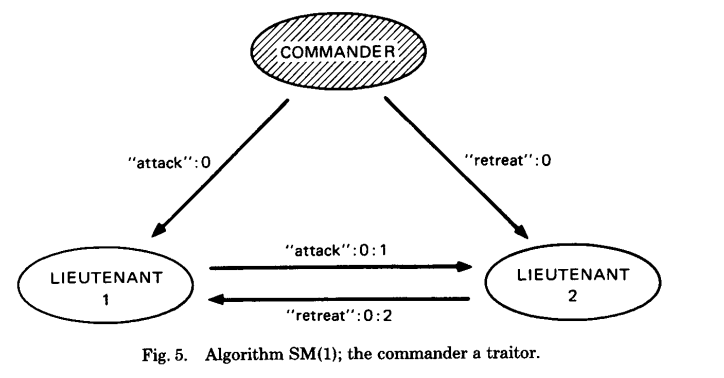 COMMANDER
"attack":0
"retreat":0
"attack":0:1
LIEUTENANT
1
LIEUTENANT
2
"retreat":0:2
Fig. 5. Algorithm SM(1); the commander a traitor.